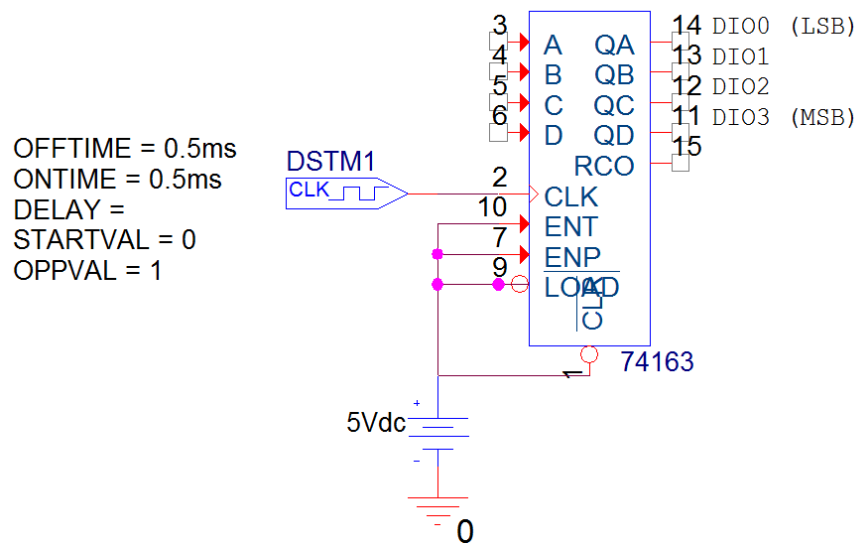 3 A QA 14 DIO0 (LSB)
4 B QB 13 DIO1
5 C QC 12 DIO2
6 D QD 11 DIO3 (MSB)
RCO 15
OFFTIME = 0.5ms
ONTIME = 0.5ms
DELAY =
STARTVAL = 0
OPPVAL = 1
DSTM1
CLK
2 CLK
10 ENT
7 ENP
9 LOAD
CLK
1
74163
+
5Vdc
-
0